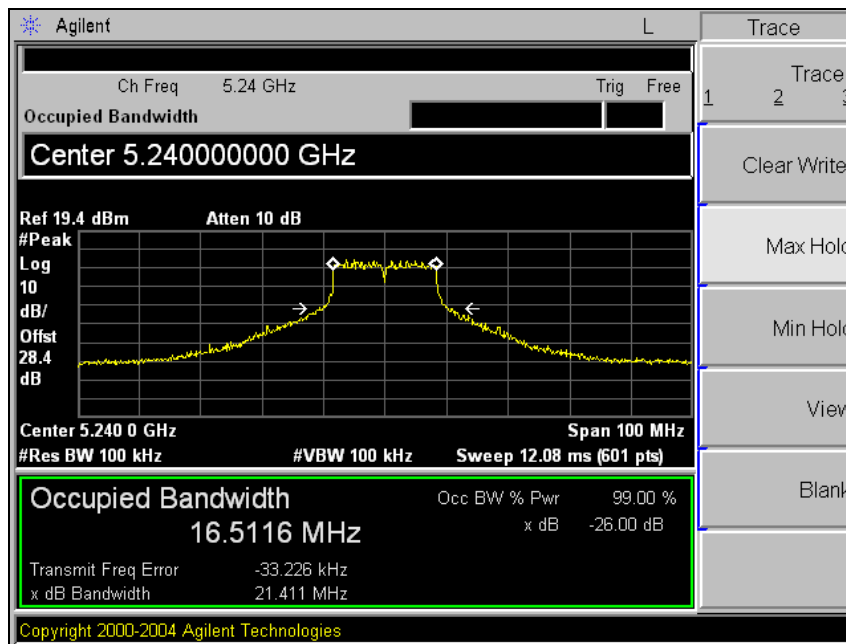 Agilent L Trace
Ch Freq 5.24 GHz Trig Free
Occupied Bandwidth
Center 5.240000000 GHz
Ref 19.4 dBm Atten 10 dB
#Peak
Log
10
dB/
Offst
28.4
dB
Center 5.240 0 GHz Span 100 MHz
#Res BW 100 kHz #VBW 100 kHz Sweep 12.08 ms (601 pts)
Occupied Bandwidth
16.5116 MHz
Occ BW % Pwr 99.00 %
x dB -26.00 dB
Transmit Freq Error -33.226 kHz
x dB Bandwidth 21.411 MHz
Copyright 2000-2004 Agilent Technologies
Trace
1 2
Clear Write
Max Hold
Min Hold
View
Blank